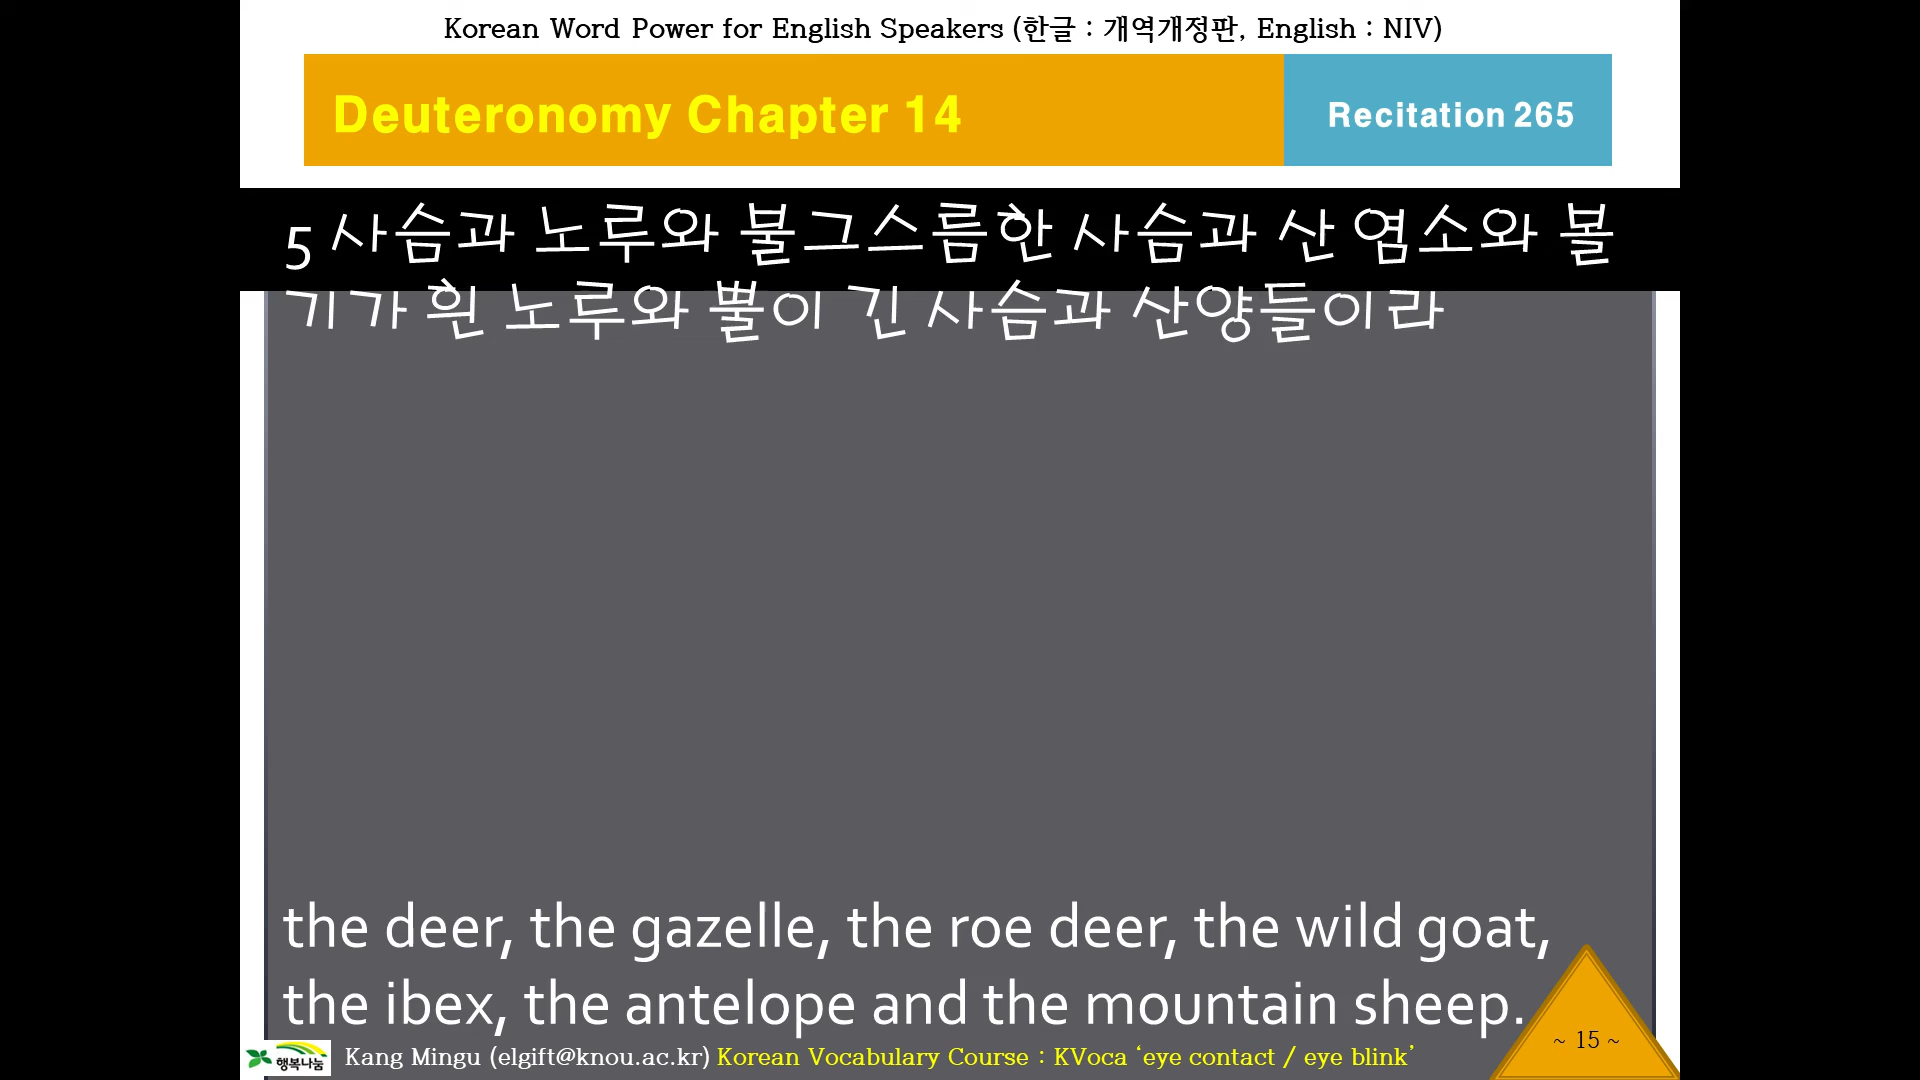 Korean Word Power for English Speakers (한글 : 개역개정판, English : NIV)
Deuteronomy Chapter 14
Recitation 265
5 사슴과 노루와 불그스름한 사슴과 산 염소와 볼
기가 흰 노루와 뿔이 긴 사슴과 산양들이라
the deer, the gazelle, the roe deer, the wild goat,
the ibex, the antelope and the mountain sheep.
~ 15 ~
행복나눔
Kang Mingu (elgift@knou.ac.kr) Korean Vocabulary Course : KVoca ‘eye contact / eye blink’